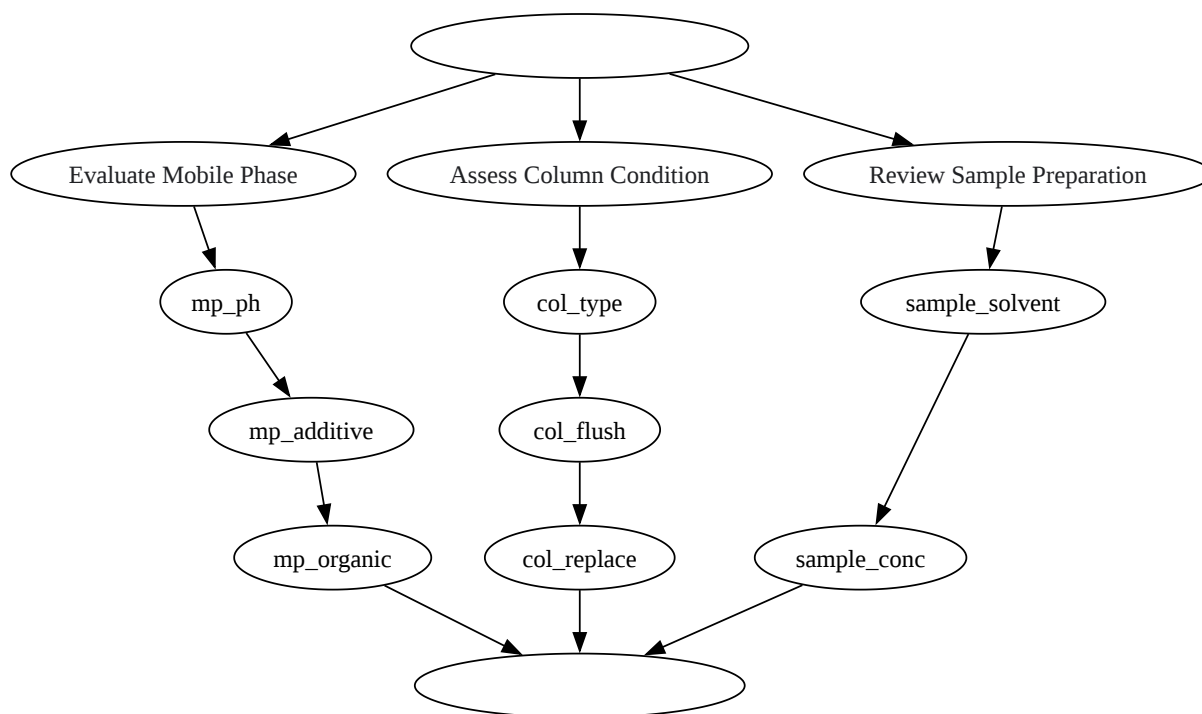 Evaluate Mobile Phase
Assess Column Condition
Review Sample Preparation
mp_ph
col_type
sample_solvent
mp_additive
col_flush
mp_organic
col_replace
sample_conc